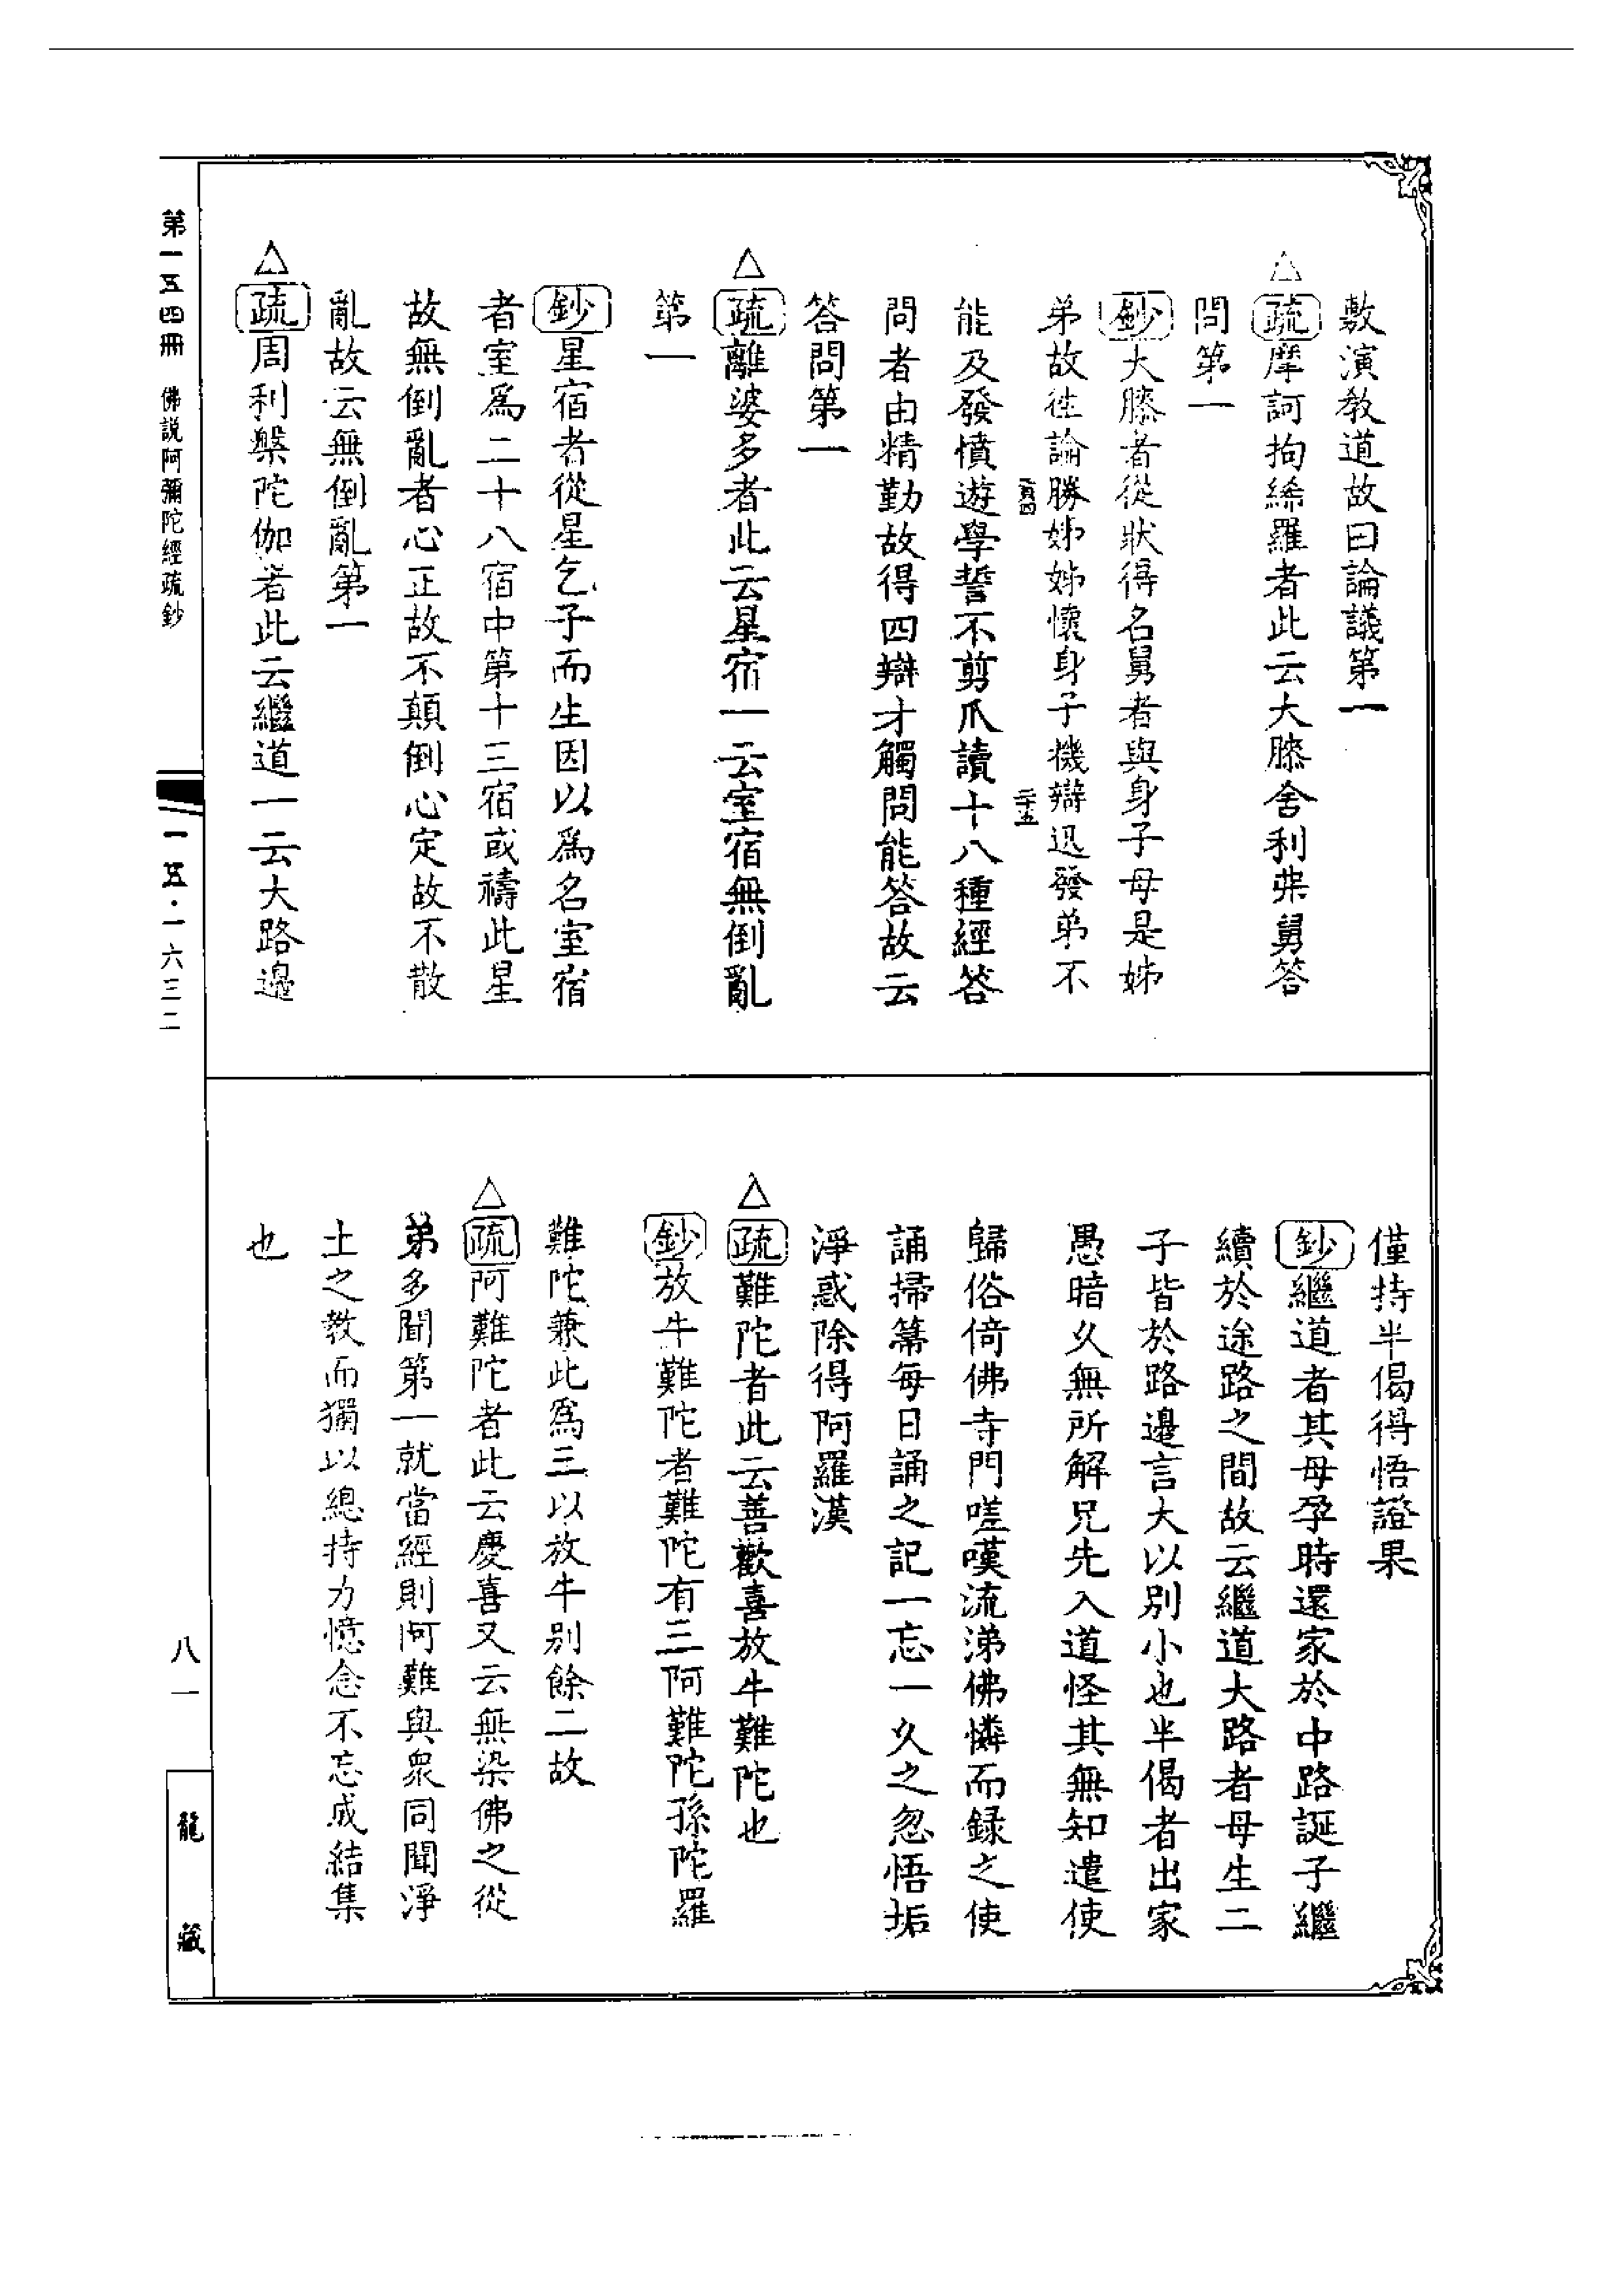 敷演教道故曰論議第一
△疏摩訶拘絺羅者此云大膝舍利弗舅答
問第一
鈔大膝者從狀得名舅者與身子母是姊
弟故往論勝姊姊懷身子機辯迅發弟不
二十五
能及發憤遊學誓不剪爪讀十八種經答
問者由精勤故得四辯才觸問能答故云
答問第一
△疏離婆多者此云星宿一云室宿無倒亂
第一
鈔星宿者從星乞子而生因以為名室宿
者室為二十八宿中第十三宿或禱此星
故無倒亂者心正故不顛倒心定故不散
亂故云無倒亂第一
△疏周利槃陀伽者此云繼道一云大路邊
僅持半偈得悟證果
鈔繼道者其母孕時還家於中路誕子繼
續於途路之間故云繼道大路者母生二
子皆於路邊言大以別小也半偈者出家
愚暗久無所解兄先入道怪其無知遣使
歸俗倚佛寺門嗟嘆流涕佛憐而録之使
誦掃箒每日誦之記一忘一久之忽悟垢
淨惑除得阿羅漢
△疏難陀者此云善歡喜放牛難陀也
鈔放牛難陀者難陀有三阿難陀孫陀羅
難陀兼此為三以放牛別餘二故
△疏阿難陀者此云慶喜又云無染佛之從
弟多聞第一就當經則阿難與衆同聞淨
土之教而獨以總持力憶念不忘成結集
也
第一五四冊 佛説阿彌陀經疏鈔
一五·一六三二
八一
龍藏